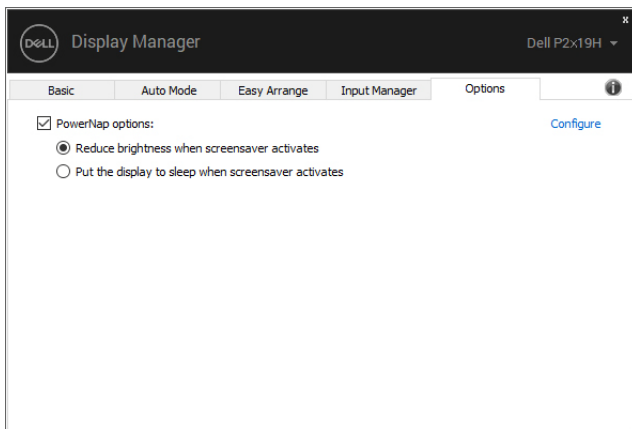 x
DELL Display Manager Dell P2x19H
Basic Auto Mode Easy Arrange Input Manager Options i
PowerNap options: Configure
Reduce brightness when screensaver activates
Put the display to sleep when screensaver activates